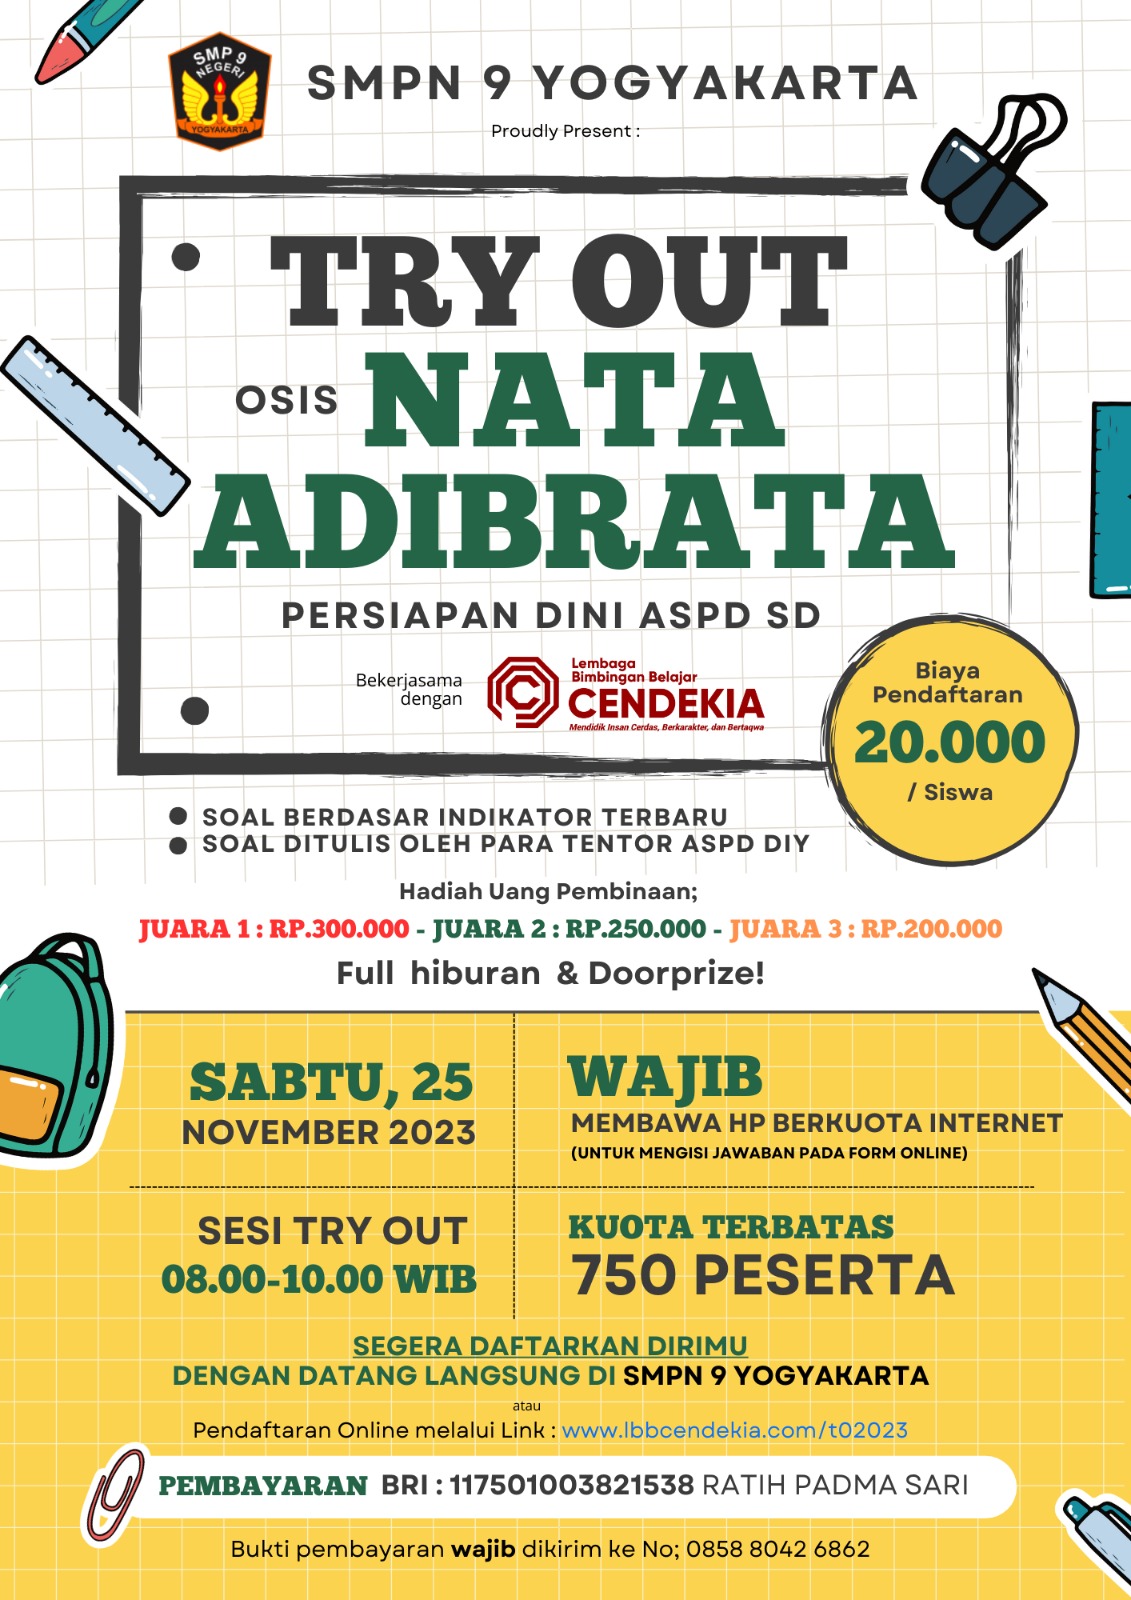 SMP 9
NEGERI
YOGYAKARTA
SMPN 9 YOGYAKARTA
Proudly Present :
TRY OUT
OSIS NATA
ADIBRATA
PERSIAPAN DINI ASPD SD
Bekerjasama
dengan
Lembaga
Bimbingan Belajar
CENDEKIA
Mendidik Insan Cerdas, Berkarakter, dan Bertaqwa
Biaya
Pendaftaran
20.000
/ Siswa
SOAL BERDASAR INDIKATOR TERBARU
SOAL DITULIS OLEH PARA TENTOR ASPD DIY
Hadiah Uang Pembinaan;
JUARA 1 : RP.300.000 - JUARA 2 : RP.250.000 - JUARA 3 : RP.200.000
Full hiburan & Doorprize!
SABTU, 25
NOVEMBER 2023
WAJIB
MEMBAWA HP BERKUOTA INTERNET
(UNTUK MENGISI JAWABAN PADA FORM ONLINE)
SESI TRY OUT
08.00-10.00 WIB
KUOTA TERBATAS
750 PESERTA
SEGERA DAFTARKAN DIRIMU
DENGAN DATANG LANGSUNG DI SMPN 9 YOGYAKARTA
atau
Pendaftaran Online melalui Link : www.lbbcendekia.com/t02023
PEMBAYARAN BRI : 117501003821538 RATIH PADMA SARI
Bukti pembayaran wajib dikirim ke No; 0858 8042 6862